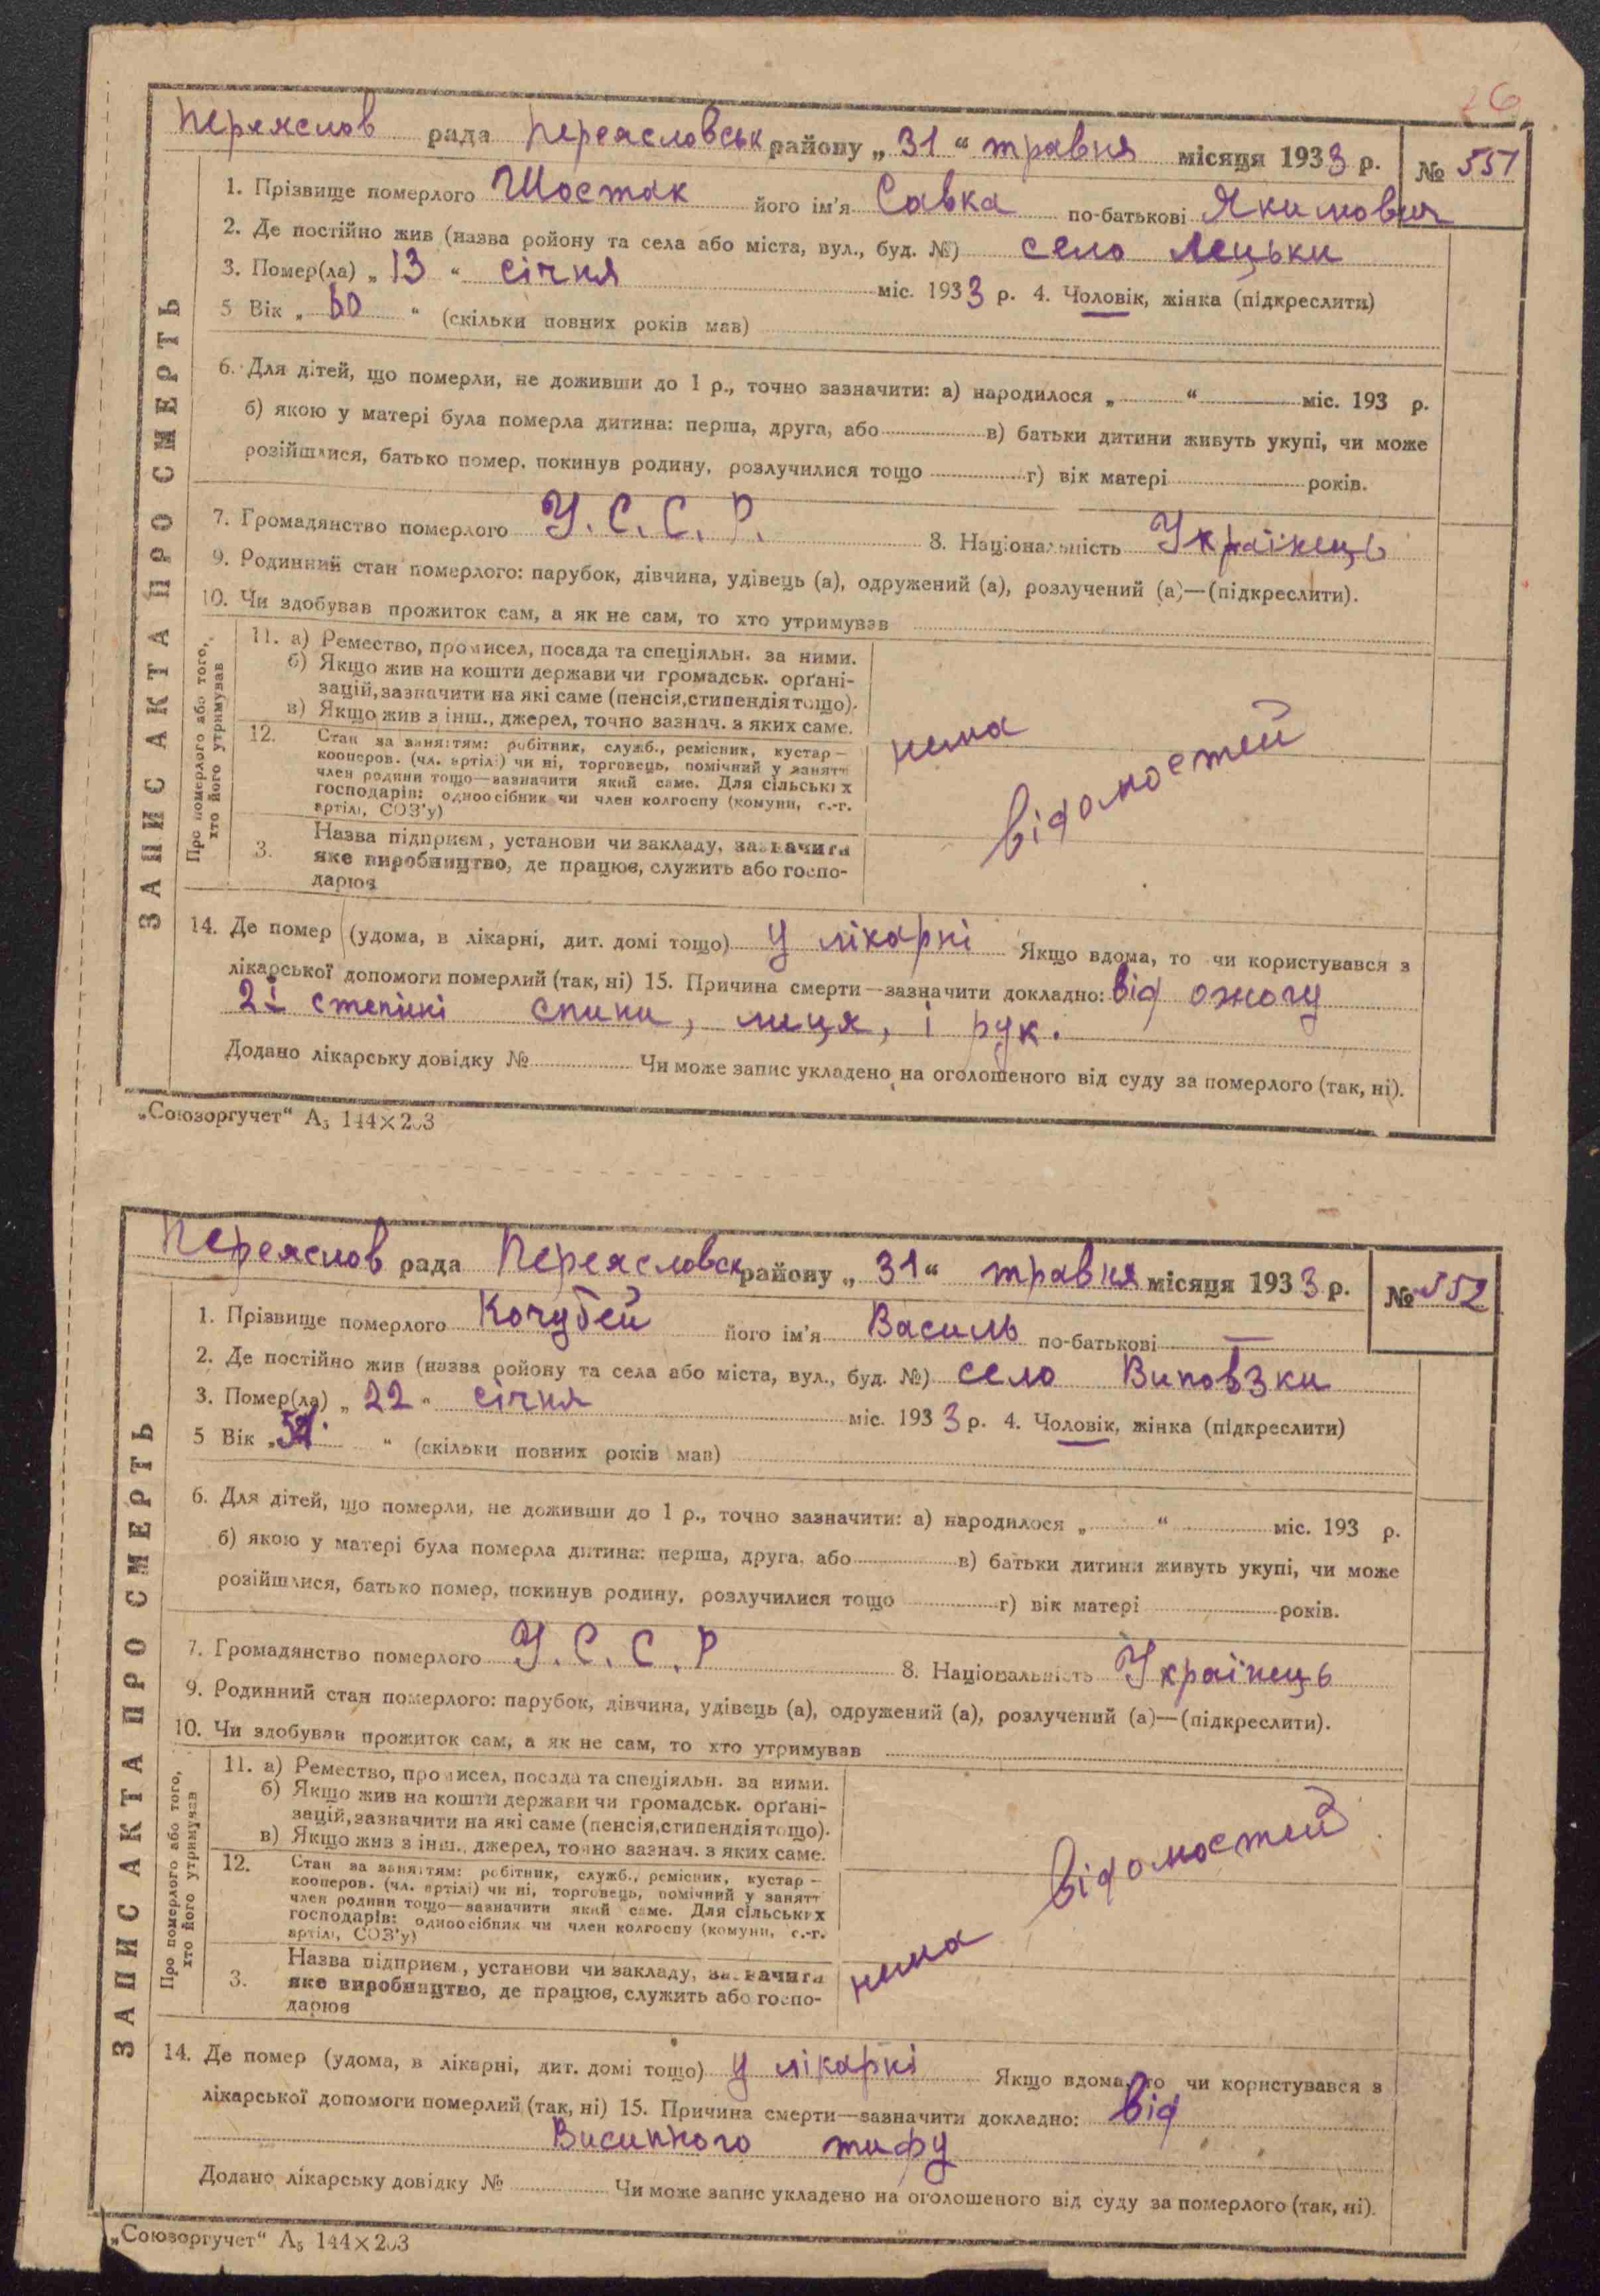 26
Переяслов рада Переасловськ району „ 31 “ травня місяця 1933 р. № 551
1. Прізвище померлого Шостак його ім'я Савка по-батькові Якимович
2. Де постійно жив (назва ройону та села або міста, вул., буд. №) село Лецьки
3. Помер(ла) „ 13 “ січня міс. 1933 р. 4. Чоловік, жінка (підкреслити)
5 Вік „ 50 “ (скільки повних років мав)
6. Для дітей, що померли, не доживши до 1 р., точно зазначити: а) народилося „ “ міс. 193 р.
б) якою у матері була померла дитина: перша, друга, або в) батьки дитини живуть укупі, чи може
розійшлися, батько помер, покинув родину, розлучилися тощо г) вік матері років.
7. Громадянство померлого У.С.С.Р. 8. Національність Українець
9. Родинний стан померлого: парубок, дівчина, удівець (а), одружений (а), розлучений (а)—(підкреслити).
10. Чи здобував прожиток сам, а як не сам, то хто утримував
ЗАПИС АКТА ПРО СМЕРТЬ
Про померлого або того,
хто його утримував
11. а) Ремество, промисел, посада та спеціяльн. за ними.
б) Якщо жив на кошти держави чи громадськ. орґані-
зацій, зазначити на які саме (пенсія, стипендія тощо).
в) Якщо жив з інш., джерел, точно зазнач. з яких саме.
12. Стан за заняттям: робітник, служб., ремісник, кустар —
кооперов. (чл. артілі) чи ні, торговець, помічний у занятт
член родини тощо—зазначити який саме. Для сільських
господарів: одноосібник чи член колгоспу (комуни, с.-г.
артілі, СОЗ'у)
3. Назва підприєм, установи чи закладу, зазначити
яке виробництво, де працює, служить або госпо-
дарює
нема
відомостей
14. Де помер (удома, в лікарні, дит. домі тощо) у лікарні Якщо вдома, то чи користувався з
лікарської допомоги померлий (так, ні) 15. Причина смерти—зазначити докладно: від ожогу
2ї степіні спини, лиця, і рук.
Додано лікарську довідку № Чи може запис укладено на оголошеного від суду за померлого (так, ні).
„Союзоргучет“ А₅ 144×203
Переяслов рада Переясловськ району „ 31 “ травня місяця 1933 р. № 552
1. Прізвище померлого Кочубей його ім'я Василь по-батькові —
2. Де постійно жив (назва ройону та села або міста, вул., буд. №) село Виповзки
3. Помер(ла) „ 22 “ січня міс. 1933 р. 4. Чоловік, жінка (підкреслити)
5 Вік „ “ (скільки повних років мав)
6. Для дітей, що померли, не доживши до 1 р., точно зазначити: а) народилося „ “ міс. 193 р.
б) якою у матері була померла дитина: перша, друга, або в) батьки дитини живуть укупі, чи може
розійшлися, батько помер, покинув родину, розлучилися тощо г) вік матері років.
7. Громадянство померлого У.С.С.Р 8. Національність Українець
9. Родинний стан померлого: парубок, дівчина, удівець (а), одружений (а), розлучений (а)—(підкреслити).
10. Чи здобував прожиток сам, а як не сам, то хто утримував
ЗАПИС АКТА ПРО СМЕРТЬ
Про померлого або того,
хто його утримував
11. а) Ремество, промисел, посада та спеціяльн. за ними.
б) Якщо жив на кошти держави чи громадськ. орґані-
зацій, зазначити на які саме (пенсія, стипендія тощо).
в) Якщо жив з інш., джерел, точно зазнач. з яких саме.
12. Стан за заняттям: робітник, служб., ремісник, кустар —
кооперов. (чл. артілі) чи ні, торговець, помічний у занятт
член родини тощо—зазначити який саме. Для сільських
господарів: одноосібник чи член колгоспу (комуни, с.-г.
артілі, СОЗ'у)
3. Назва підприєм, установи чи закладу, зазначити
яке виробництво, де працює, служить або госпо-
дарює
нема
відомостей
14. Де помер (удома, в лікарні, дит. домі тощо) у лікарні Якщо вдома, то чи користувався з
лікарської допомоги померлий (так, ні) 15. Причина смерти—зазначити докладно: від
Висипного тифу
Додано лікарську довідку № Чи може запис укладено на оголошеного від суду за померлого (так, ні).
„Союзоргучет“ А₅ 144×203